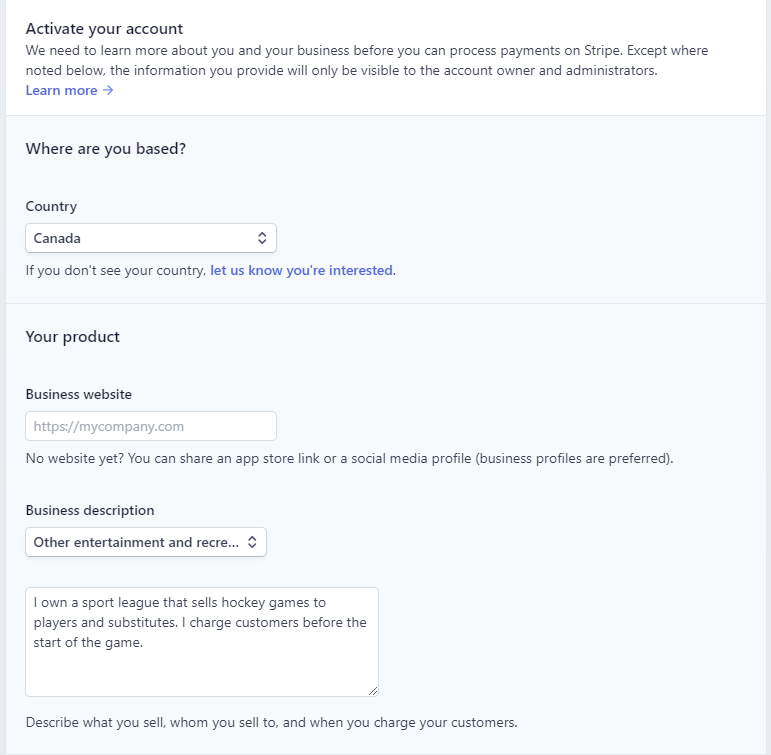 Activate your account
We need to learn more about you and your business before you can process payments on Stripe. Except where
noted below, the information you provide will only be visible to the account owner and administrators.
Learn more →
Where are you based?
Country
Canada
If you don't see your country, let us know you're interested.
Your product
Business website
https://mycompany.com
No website yet? You can share an app store link or a social media profile (business profiles are preferred).
Business description
Other entertainment and recre...
I own a sport league that sells hockey games to
players and substitutes. I charge customers before the
start of the game.
Describe what you sell, whom you sell to, and when you charge your customers.